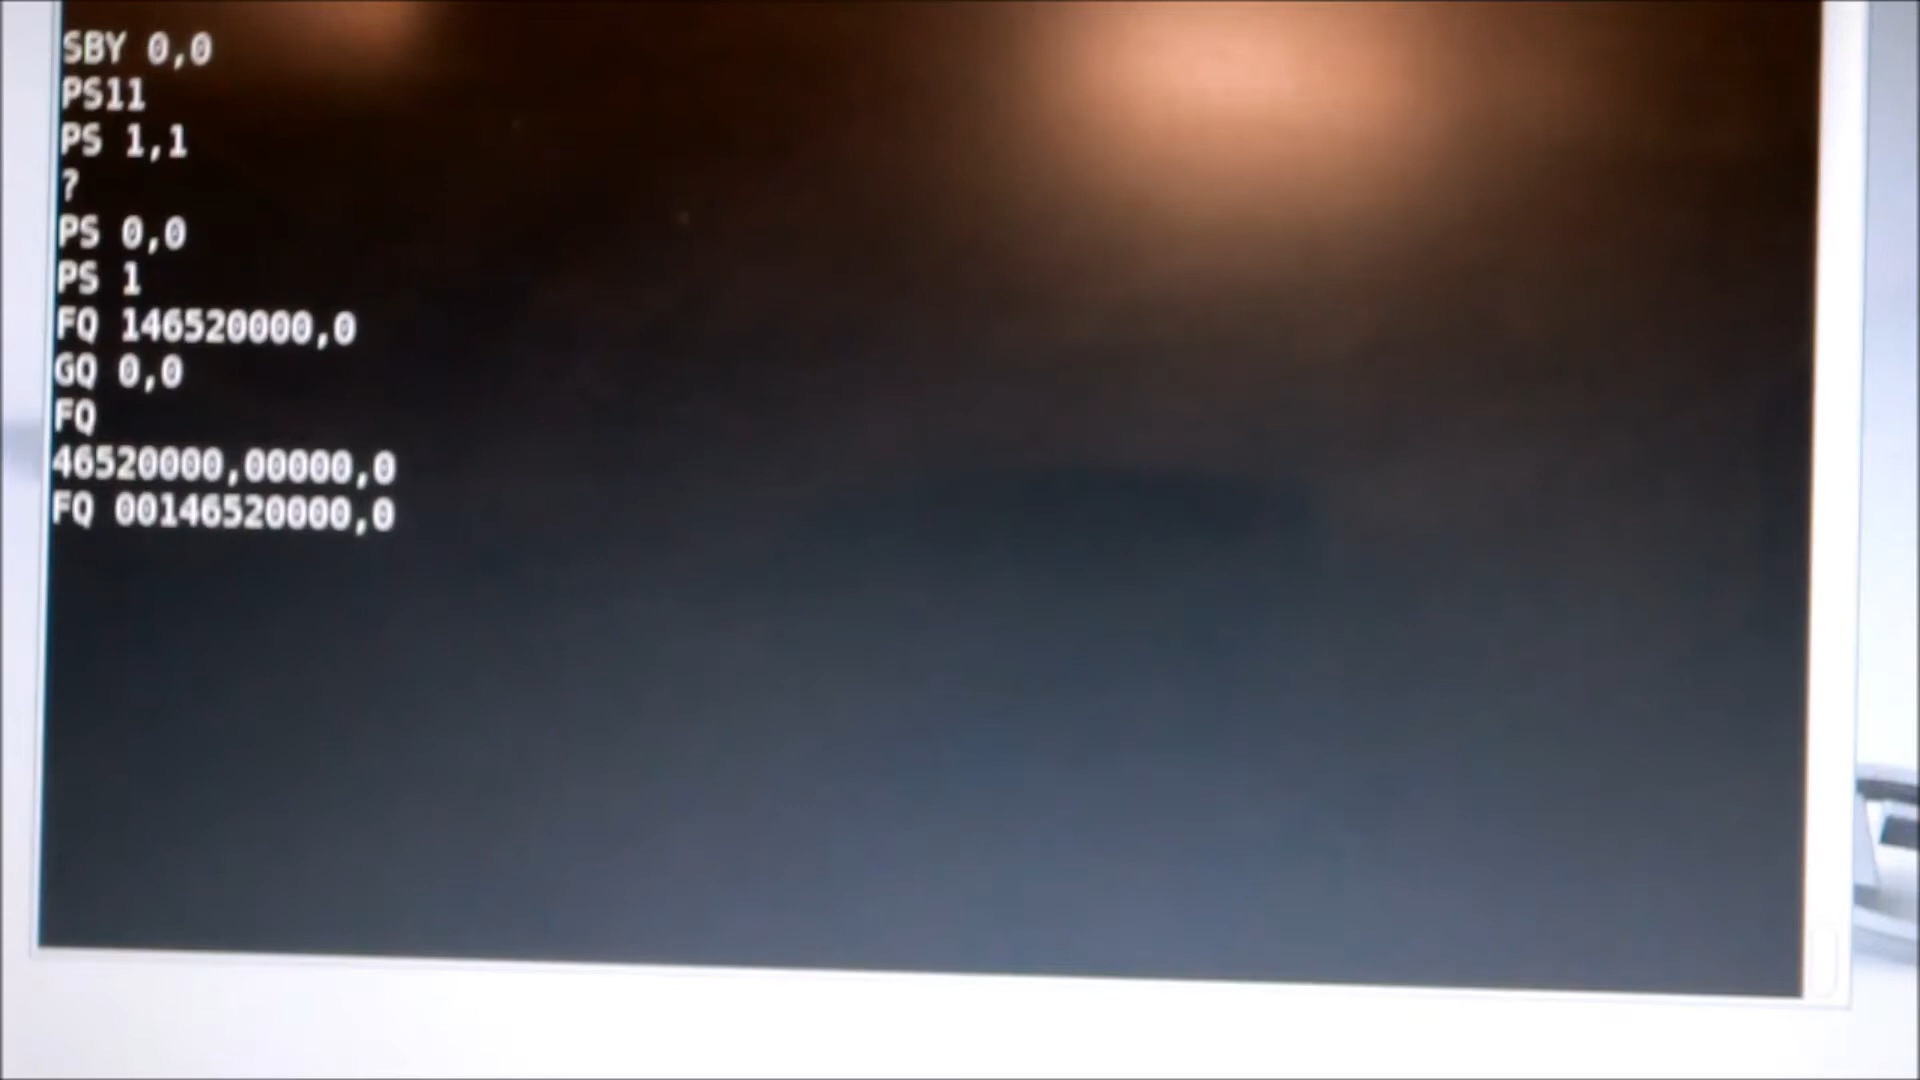 SBY 0,0
PS11
PS 1,1
?
PS 0,0
PS 1
FQ 146520000,0
GQ 0,0
FQ
46520000,00000,0
FQ 00146520000,0